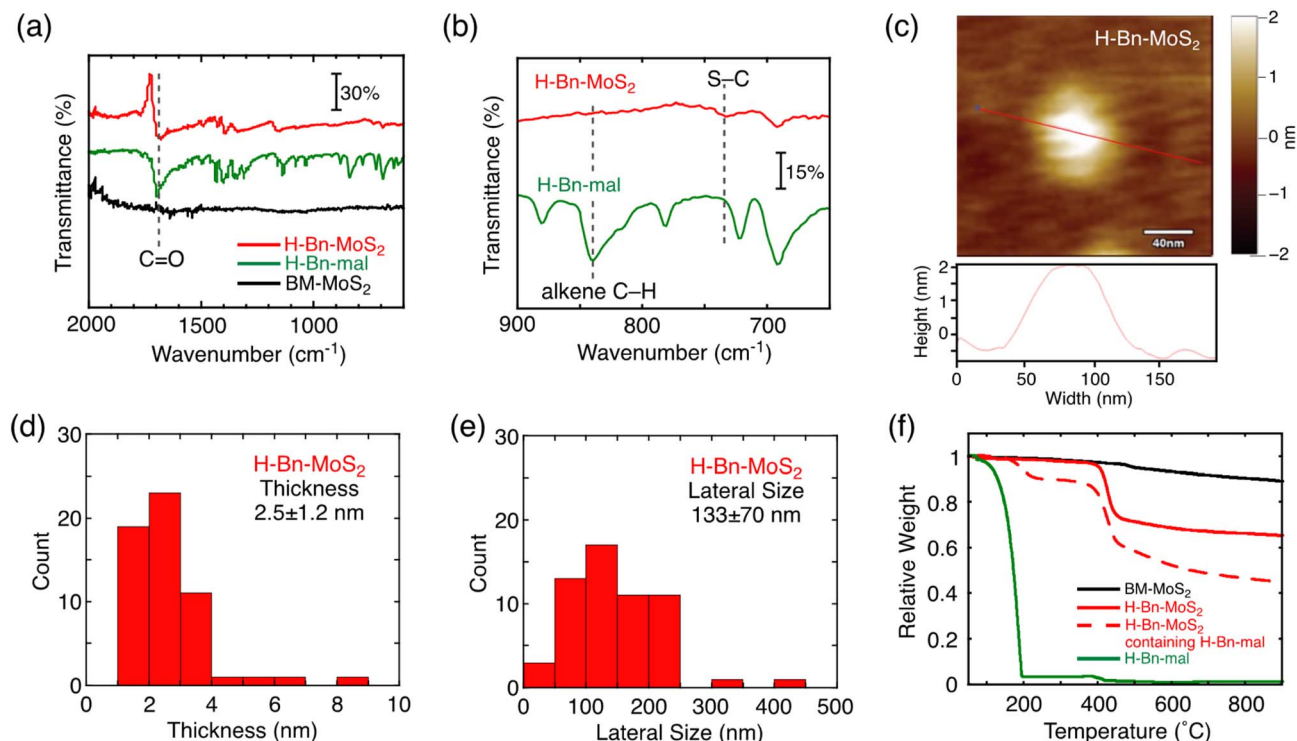 (a)
Transmittance (%)
30%
C=O
H-Bn-MoS2
H-Bn-mal
BM-MoS2
2000 1500 1000
Wavenumber (cm-1)
(b)
Transmittance (%)
H-Bn-MoS2
S–C
15%
H-Bn-mal
alkene C–H
900 800 700
Wavenumber (cm-1)
(c)
H-Bn-MoS2
40nm
2
1
0
−1
−2
nm
Height (nm)
2
1
0
0 50 100 150
Width (nm)
(d)
H-Bn-MoS2
Thickness
2.5±1.2 nm
Count
30
20
10
0
0 2 4 6 8 10
Thickness (nm)
(e)
H-Bn-MoS2
Lateral Size
133±70 nm
Count
30
20
10
0
0 100 200 300 400 500
Lateral Size (nm)
(f)
Relative Weight
1
0.8
0.6
0.4
0.2
0
BM-MoS2
H-Bn-MoS2
H-Bn-MoS2
containing H-Bn-mal
H-Bn-mal
200 400 600 800
Temperature (˚C)